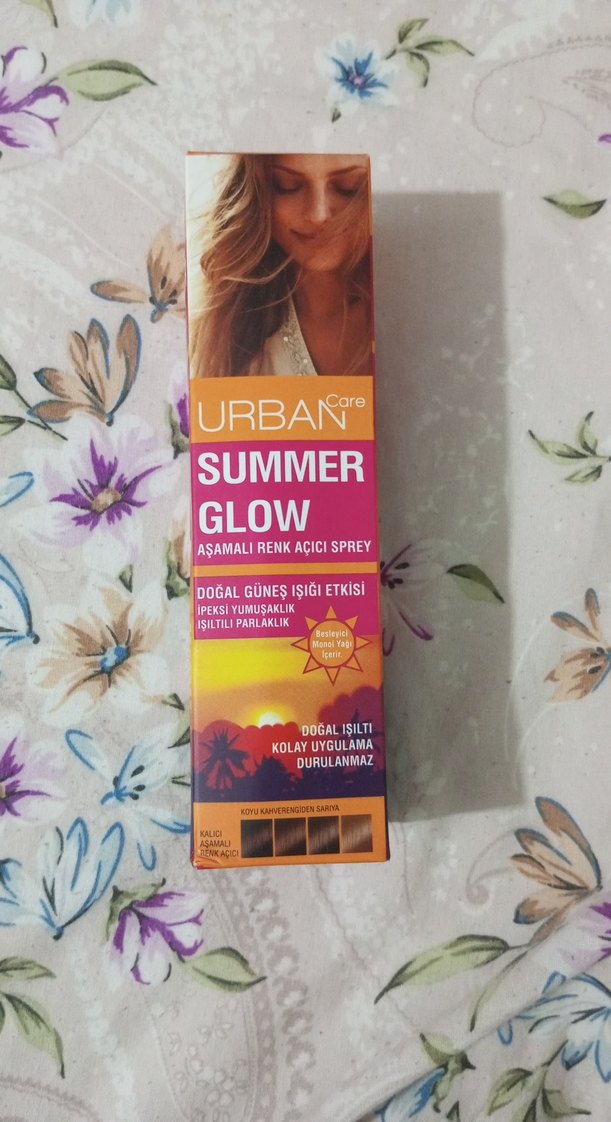 URBAN Care
SUMMER
GLOW
AŞAMALI RENK AÇICI SPREY
DOĞAL GÜNEŞ IŞIĞI ETKİSİ
İPEKSİ YUMUŞAKLIK
IŞILTILI PARLAKLIK
Besleyici
Monoi Yağı
İçerir.
DOĞAL IŞILTI
KOLAY UYGULAMA
DURULANMAZ
KOYU KAHVERENGİDEN SARIYA
KALICI
AŞAMALI
RENK AÇICI